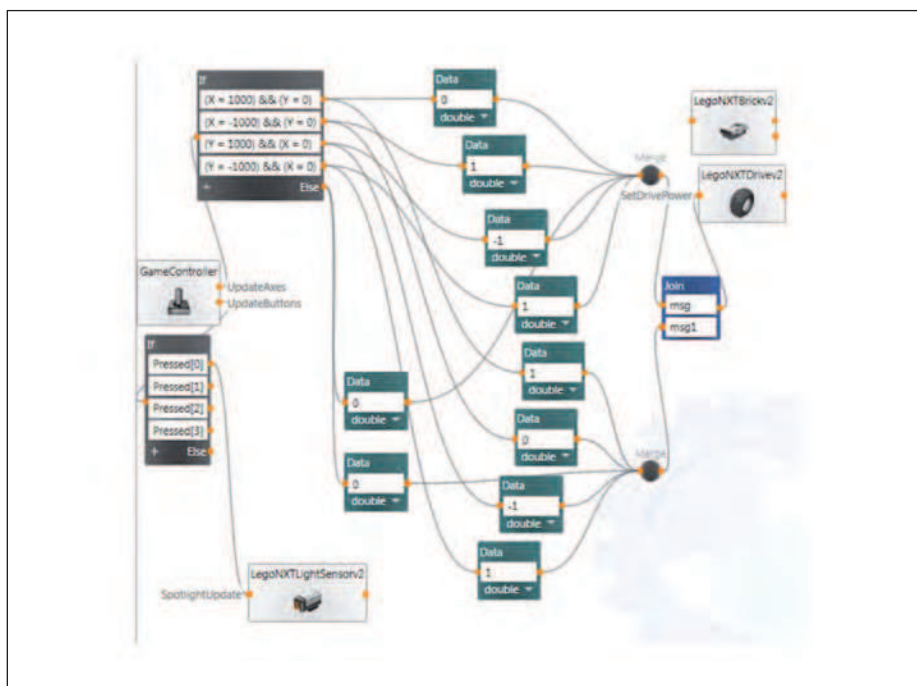 If
(X = 1000) && (Y = 0)
(X = -1000) && (Y = 0)
(Y = 1000) && (X = 0)
(Y = -1000) && (X = 0)
+ Else
Data
0
double
Data
1
double
Data
-1
double
Data
1
double
Data
1
double
Data
0
double
Data
-1
double
Data
1
double
Data
0
double
Data
0
double
Merge
SetDrivePower
LegoNXTBrickv2
LegoNXTDrivev2
Join
msg
msg1
Merge
GameController
UpdateAxes
UpdateButtons
If
Pressed[0]
Pressed[1]
Pressed[2]
Pressed[3]
+ Else
SpotlightUpdate
LegoNXTLightSensorv2